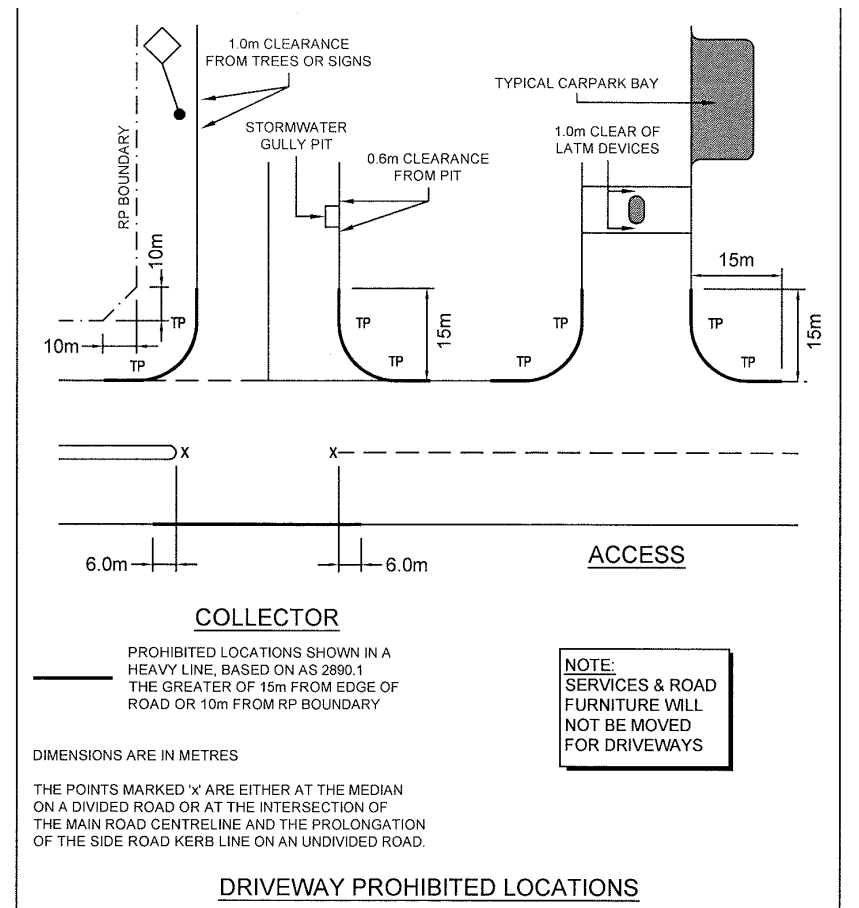 1.0m CLEARANCE
FROM TREES OR SIGNS
TYPICAL CARPARK BAY
STORMWATER
GULLY PIT
1.0m CLEAR OF
LATM DEVICES
0.6m CLEARANCE
FROM PIT
RP BOUNDARY
10m
15m
10m
TP
TP
TP
TP
15m
TP
TP
TP
TP
15m
X
X
6.0m
6.0m
ACCESS
COLLECTOR
PROHIBITED LOCATIONS SHOWN IN A
HEAVY LINE, BASED ON AS 2890.1
THE GREATER OF 15m FROM EDGE OF
ROAD OR 10m FROM RP BOUNDARY
NOTE:
SERVICES & ROAD
FURNITURE WILL
NOT BE MOVED
FOR DRIVEWAYS
DIMENSIONS ARE IN METRES
THE POINTS MARKED 'x' ARE EITHER AT THE MEDIAN
ON A DIVIDED ROAD OR AT THE INTERSECTION OF
THE MAIN ROAD CENTRELINE AND THE PROLONGATION
OF THE SIDE ROAD KERB LINE ON AN UNDIVIDED ROAD.
DRIVEWAY PROHIBITED LOCATIONS